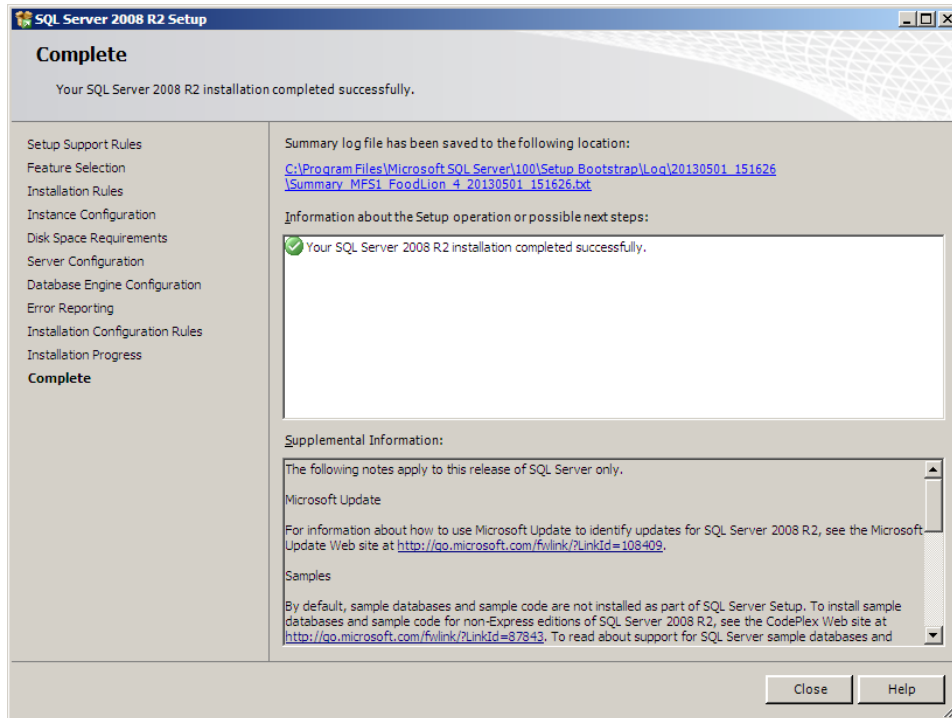 SQL Server 2008 R2 Setup
Complete
Your SQL Server 2008 R2 installation completed successfully.
Setup Support Rules
Feature Selection
Installation Rules
Instance Configuration
Disk Space Requirements
Server Configuration
Database Engine Configuration
Error Reporting
Installation Configuration Rules
Installation Progress
Complete
Summary log file has been saved to the following location:
C:\Program Files\Microsoft SQL Server\100\Setup Bootstrap\Log\20130501_151626
\Summary_MFS1_FoodLion_4_20130501_151626.txt
Information about the Setup operation or possible next steps:
Your SQL Server 2008 R2 installation completed successfully.
Supplemental Information:
The following notes apply to this release of SQL Server only.
Microsoft Update
For information about how to use Microsoft Update to identify updates for SQL Server 2008 R2, see the Microsoft
Update Web site at http://go.microsoft.com/fwlink/?LinkId=108409.
Samples
By default, sample databases and sample code are not installed as part of SQL Server Setup. To install sample
databases and sample code for non-Express editions of SQL Server 2008 R2, see the CodePlex Web site at
http://go.microsoft.com/fwlink/?LinkId=87843. To read about support for SQL Server sample databases and
Close
Help